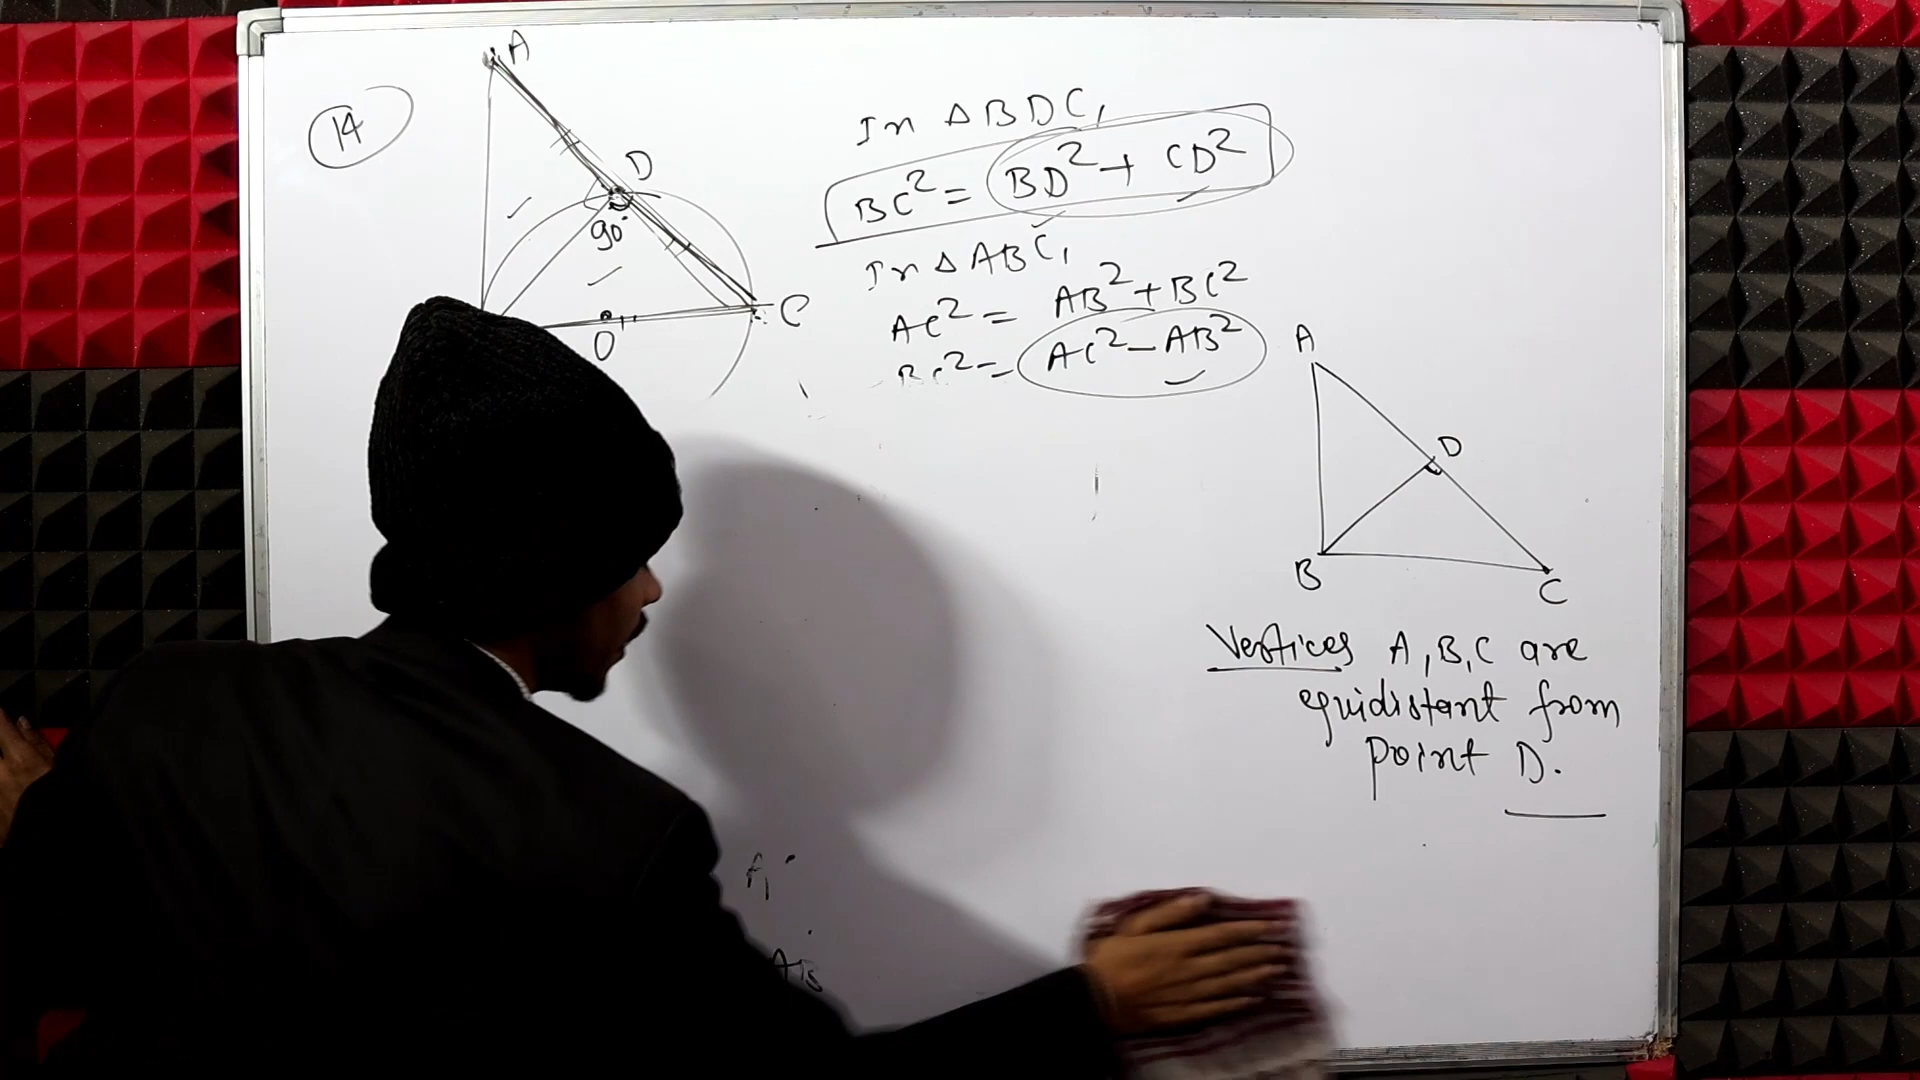 14
A
D
90°
O
C
In △BDC,
BC² = BD² + CD²
In △ABC,
AC² = AB² + BC²
BC² = AC² - AB²
A
D
B
C
Vertices A, B, C are
equidistant from
point D.